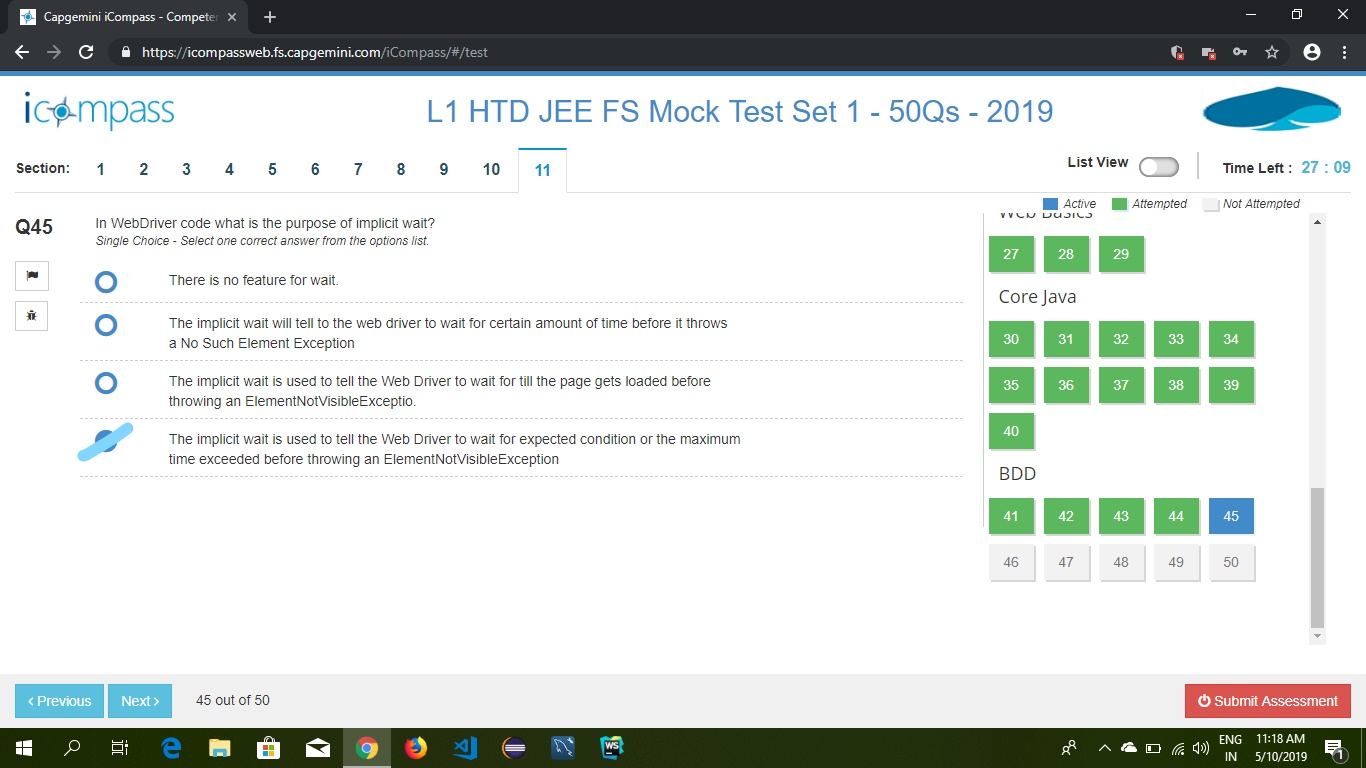 Capgemini iCompass - Competen
https://icompassweb.fs.capgemini.com/iCompass/#/test
icompass
L1 HTD JEE FS Mock Test Set 1 - 50Qs - 2019
Section: 1 2 3 4 5 6 7 8 9 10 11
List View
Time Left : 27 : 09
Active Attempted Not Attempted
Q45
In WebDriver code what is the purpose of implicit wait?
Single Choice - Select one correct answer from the options list.
There is no feature for wait.
The implicit wait will tell to the web driver to wait for certain amount of time before it throws
a No Such Element Exception
The implicit wait is used to tell the Web Driver to wait for till the page gets loaded before
throwing an ElementNotVisibleExceptio.
The implicit wait is used to tell the Web Driver to wait for expected condition or the maximum
time exceeded before throwing an ElementNotVisibleException
Web Basics
27 28 29
Core Java
30 31 32 33 34
35 36 37 38 39
40
BDD
41 42 43 44 45
46 47 48 49 50
Previous
Next
45 out of 50
Submit Assessment
WS
ENG
IN
11:18 AM
5/10/2019
1